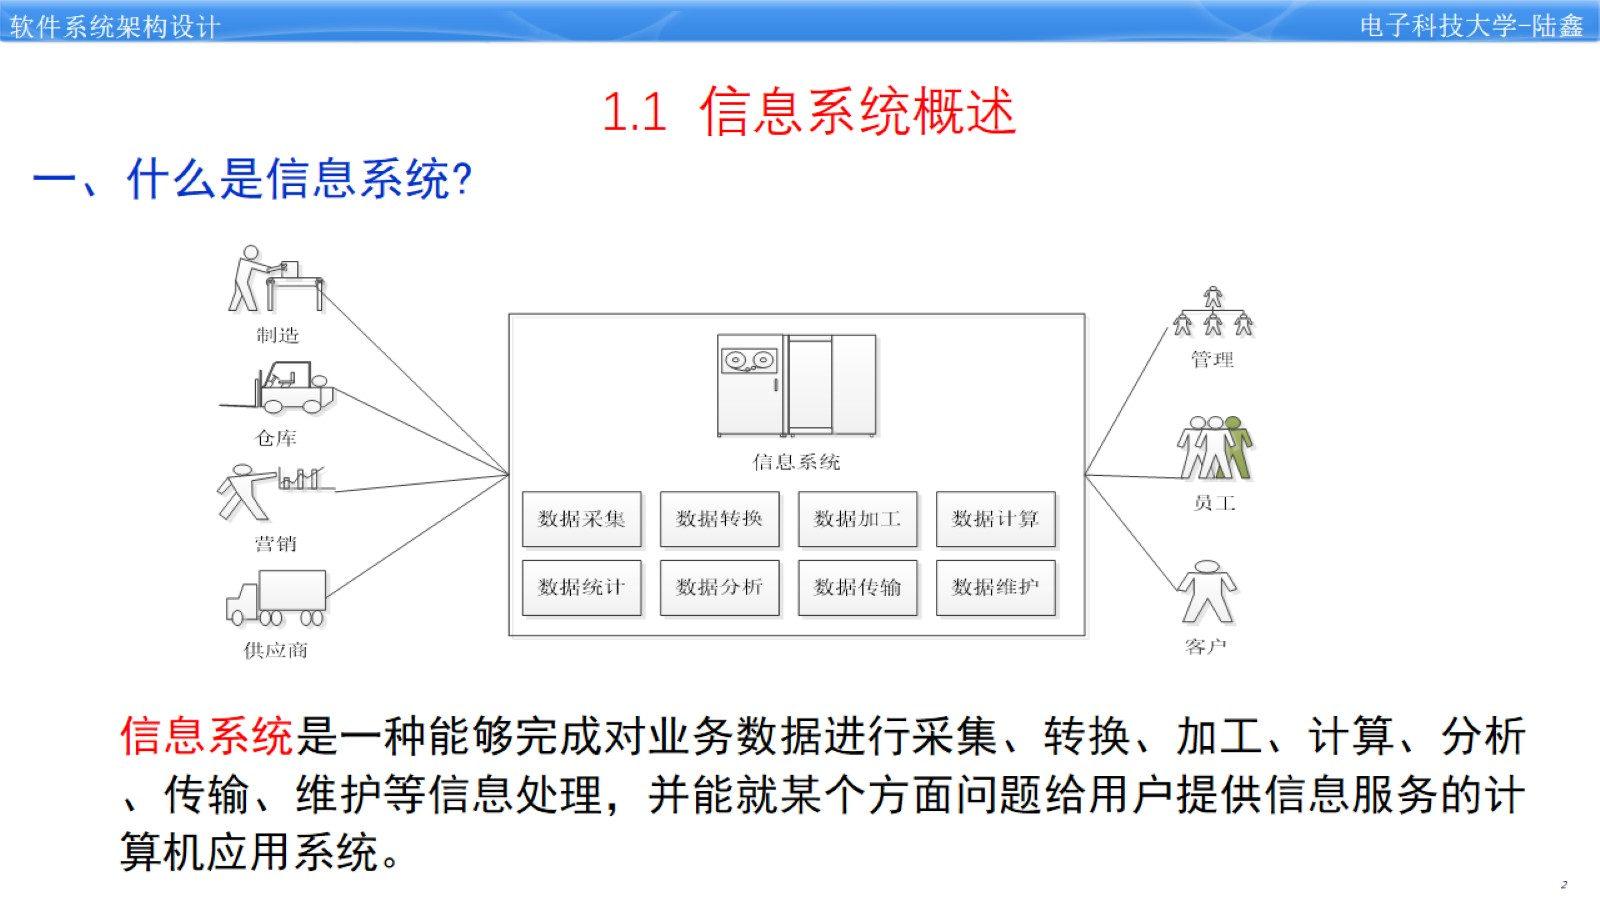 软件系统架构设计
电子科技大学-陆鑫
1.1 信息系统概述
一、什么是信息系统?
制造
仓库
营销
供应商
信息系统
数据采集 数据转换 数据加工 数据计算
数据统计 数据分析 数据传输 数据维护
管理
员工
客户
信息系统是一种能够完成对业务数据进行采集、转换、加工、计算、分析
、传输、维护等信息处理，并能就某个方面问题给用户提供信息服务的计
算机应用系统。
2